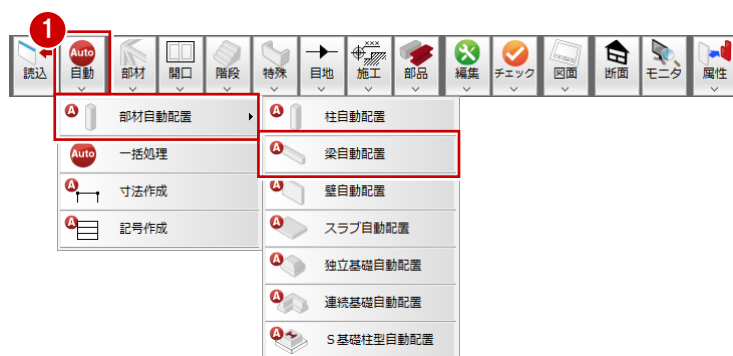 1
読込 Auto 自動 部材 開口 階段 特殊 目地 ××× 施工 部品 編集 チェック 図面 断面 モニタ 属性
A 部材自動配置
Auto 一括処理
A 寸法作成
A 記号作成
A 柱自動配置
A 梁自動配置
A 壁自動配置
A スラブ自動配置
A 独立基礎自動配置
A 連続基礎自動配置
A S基礎柱型自動配置